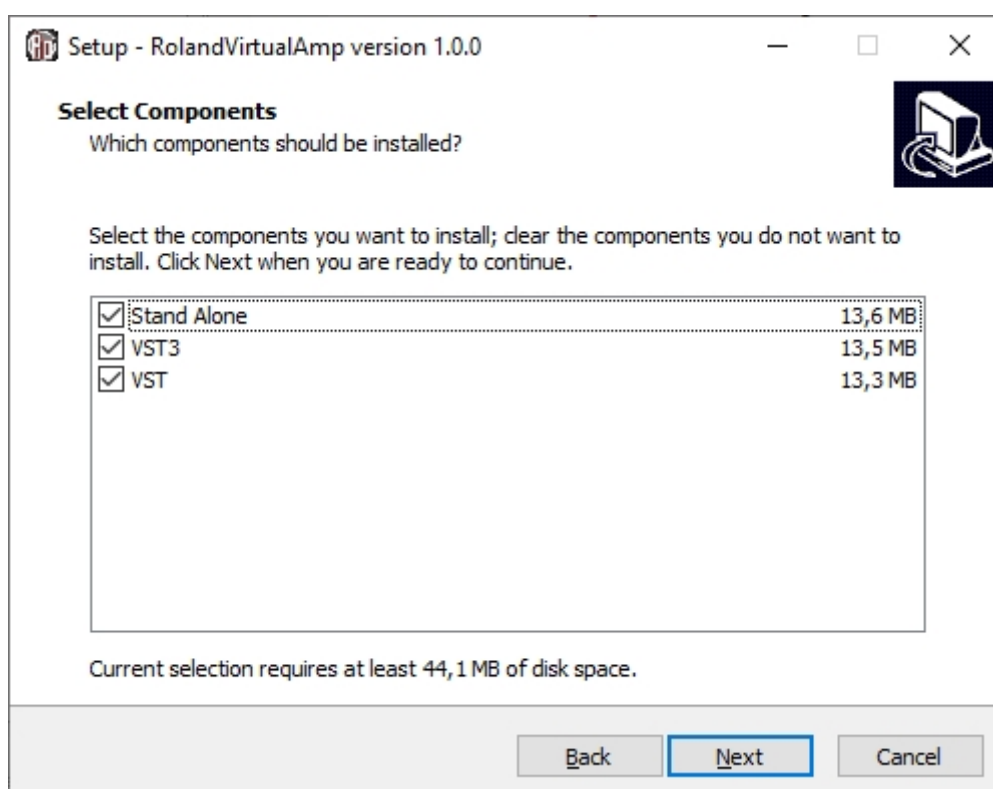 Setup - RolandVirtualAmp version 1.0.0
Select Components
Which components should be installed?
Select the components you want to install; clear the components you do not want to
install. Click Next when you are ready to continue.
Stand Alone 13,6 MB
VST3 13,5 MB
VST 13,3 MB
Current selection requires at least 44,1 MB of disk space.
Back Next Cancel